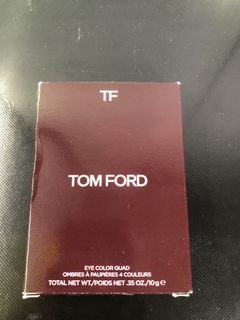 TF
TOM FORD
EYE COLOR QUAD
OMBRES À PAUPIÈRES 4 COULEURS
TOTAL NET WT./POIDS NET .35 OZ./10g ℮